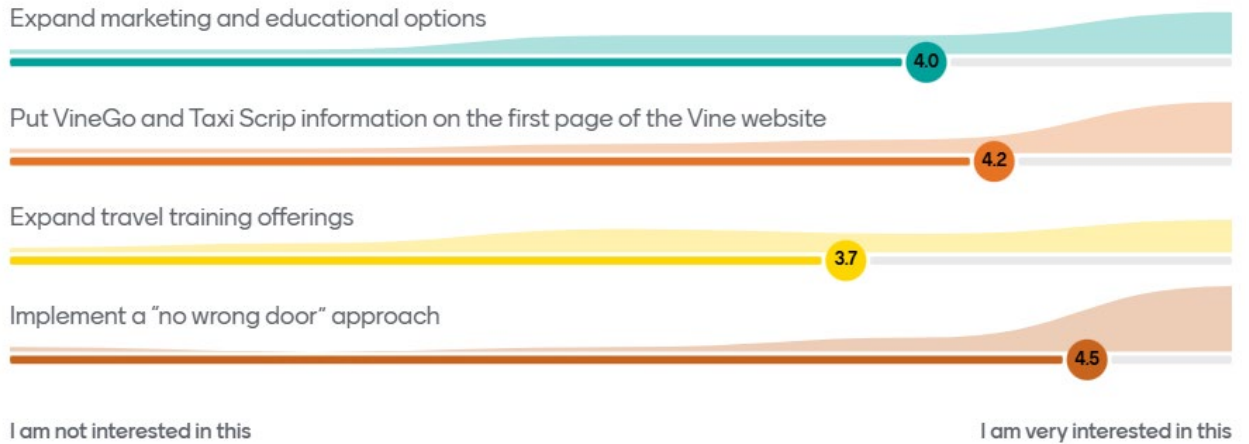 Expand marketing and educational options
4.0
Put VineGo and Taxi Scrip information on the first page of the Vine website
4.2
Expand travel training offerings
3.7
Implement a "no wrong door" approach
4.5
I am not interested in this
I am very interested in this